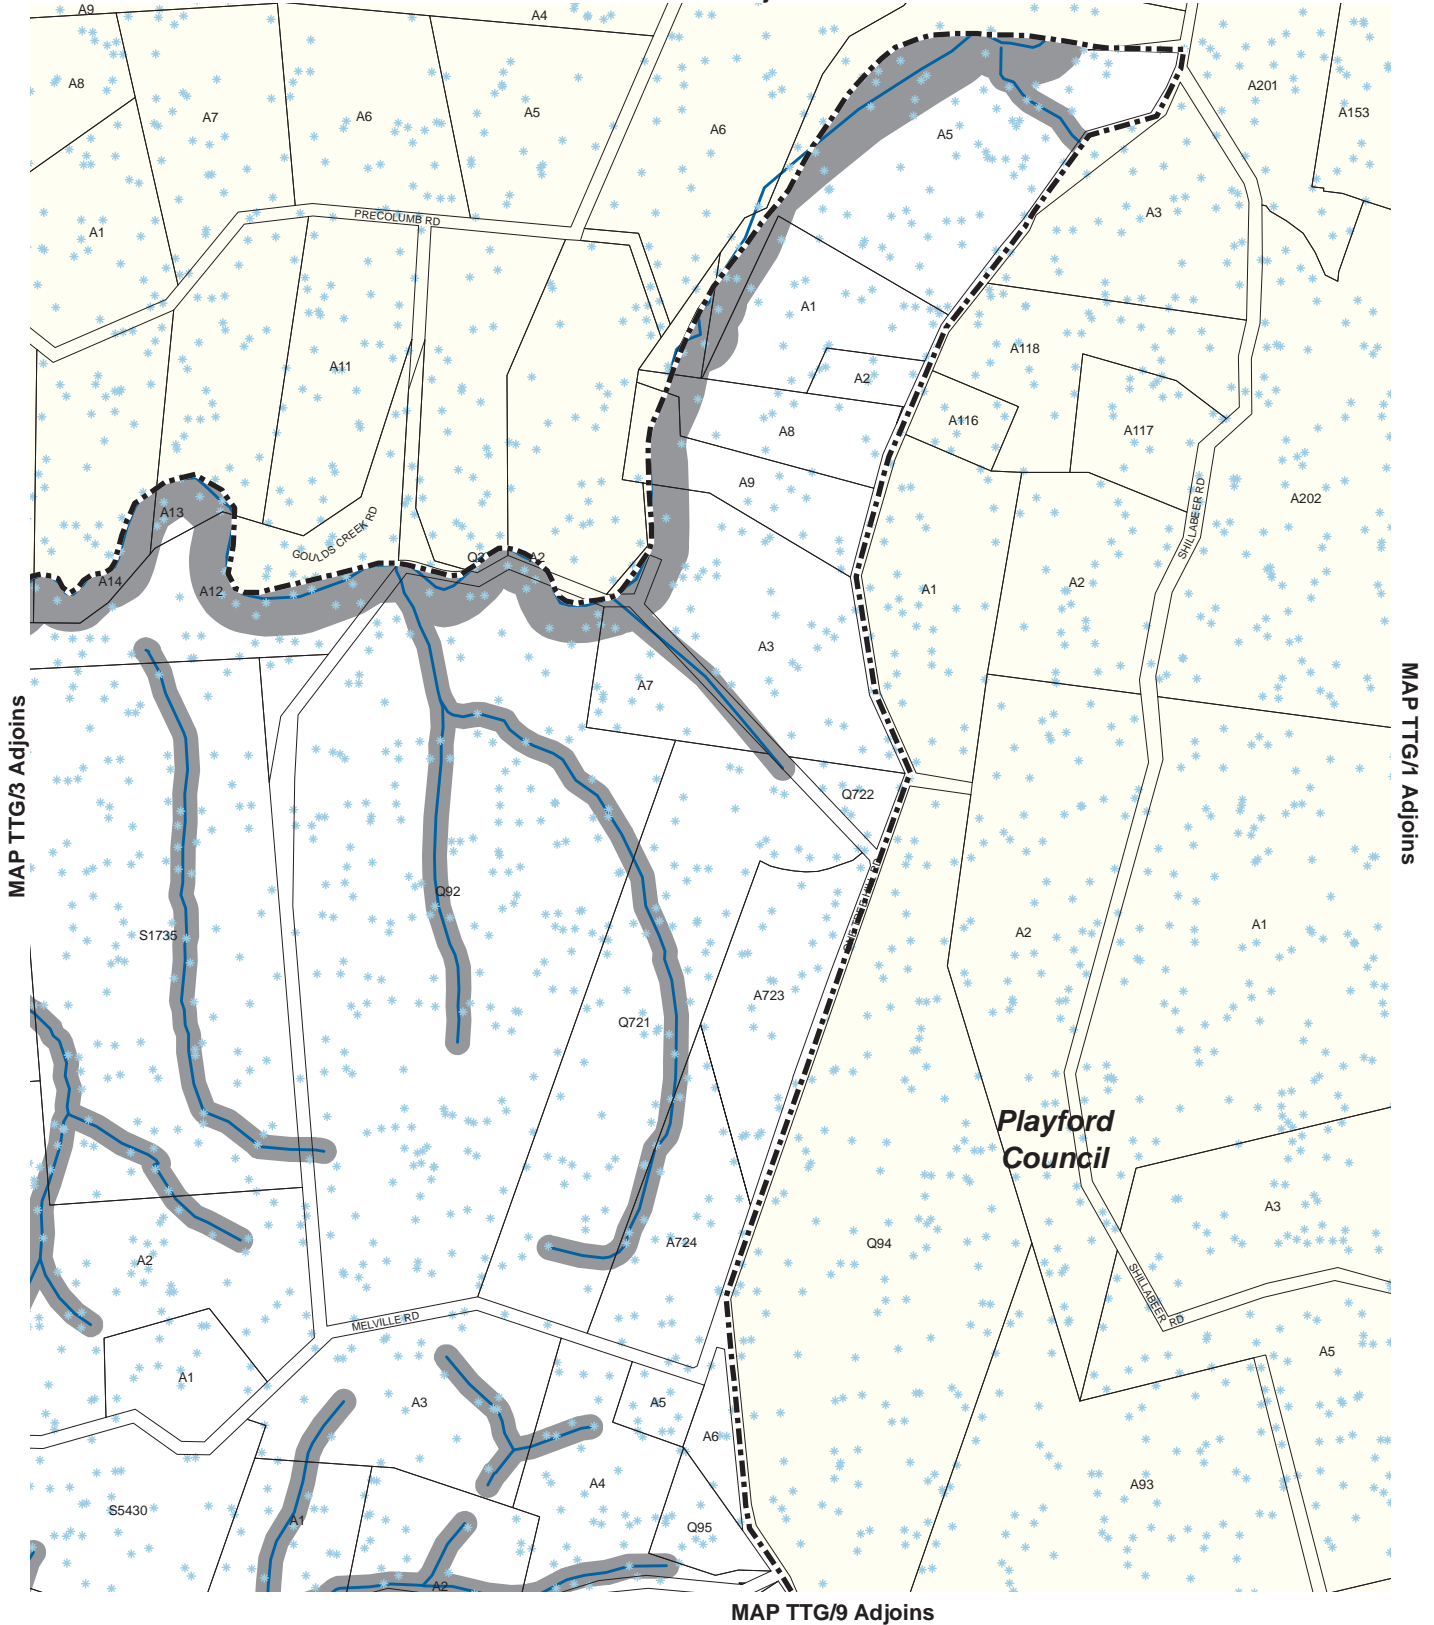 A9
A4
A8
A7
A6
A5
A6
A5
A201
A153
A1
PRECOLUMB RD
A3
A1
A11
A118
A2
A116
A117
A8
A9
A202
A13
GOULDS CREEK RD
SHILLABEER RD
A14
A12
A2
A1
A2
A3
A7
MAP TTG/3 Adjoins
MAP TTG/1 Adjoins
Q722
Q92
S1735
A2
A1
A723
Q721
Playford
Council
A3
A724
Q94
A2
SHILLABEER RD
MELVILLE RD
A1
A3
A5
A5
A6
A4
A93
S5430
A1
Q95
A2
MAP TTG/9 Adjoins